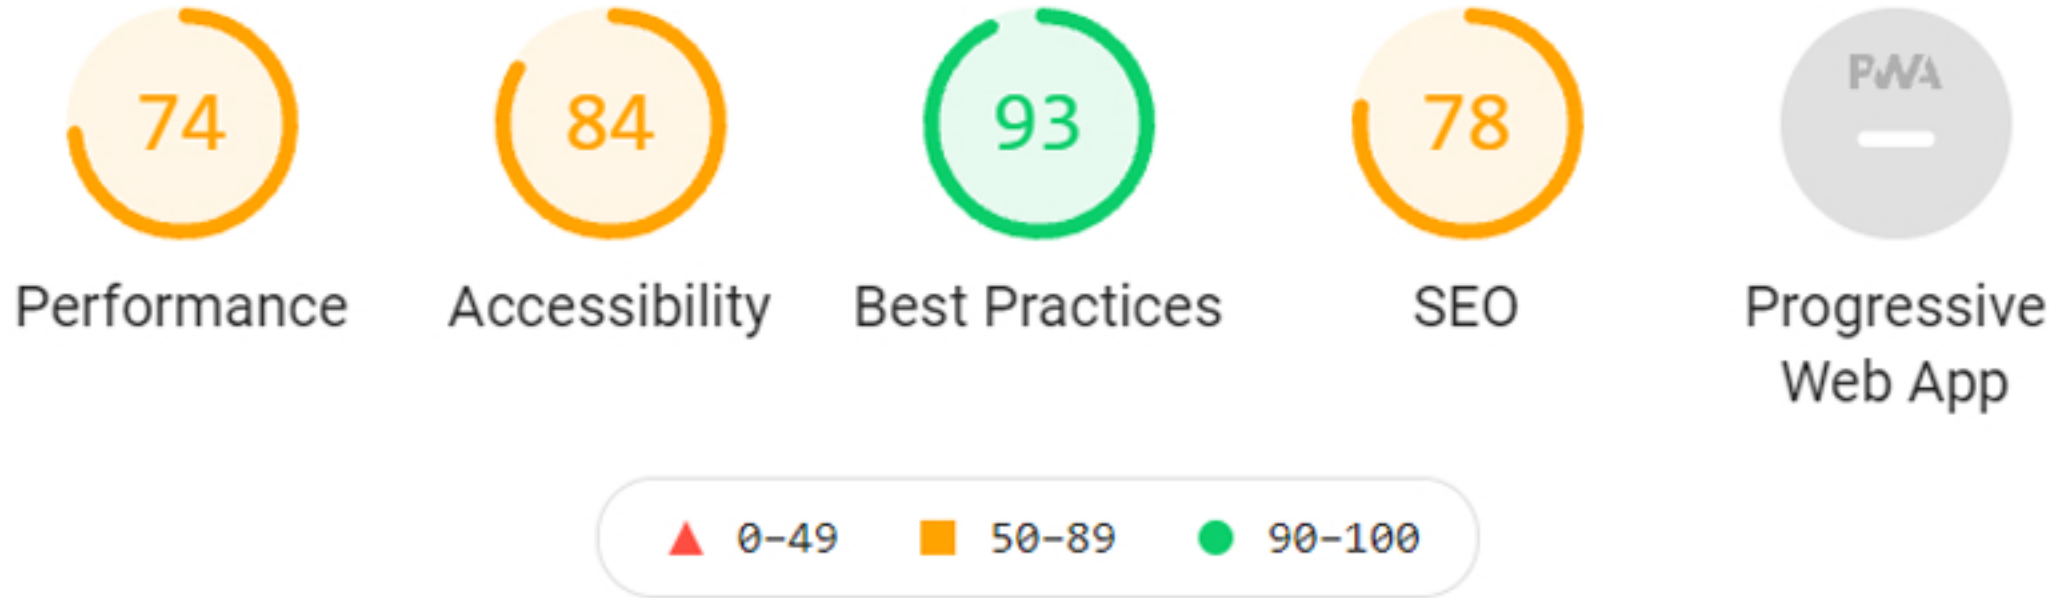 74 84 93 78 PWA
Performance Accessibility Best Practices SEO Progressive
Web App
0–49 50–89 90–100